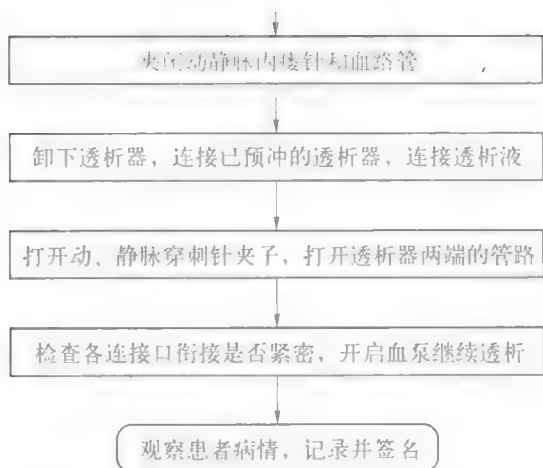 动静脉内瘘针和血路管
卸下透析器，连接已预冲的透析器，连接透析液
打开动、静脉穿刺针夹子，打开透析器两端的管路
检查各连接口衔接是否紧密，开启血泵继续透析
观察患者病情，记录并签名